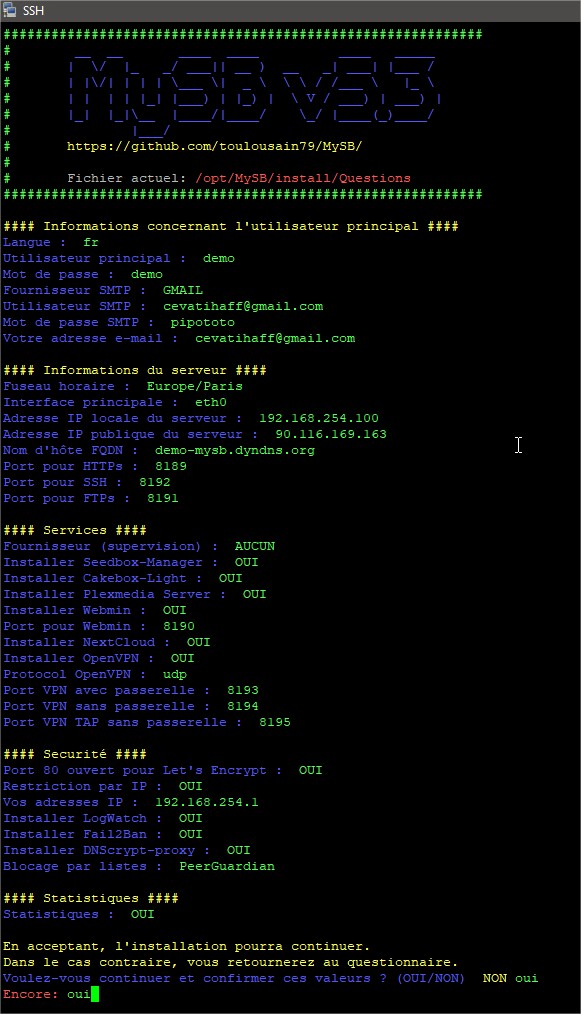 SSH
##########################################################
#
#
#
#
#
#
# https://github.com/toulousain79/MySB/
#
# Fichier actuel: /opt/MySB/install/Questions
##########################################################
#### Informations concernant l'utilisateur principal ####
Langue : fr
Utilisateur principal : demo
Mot de passe : demo
Fournisseur SMTP : GMAIL
Utilisateur SMTP : cevatihaff@gmail.com
Mot de passe SMTP : pipototo
Votre adresse e-mail : cevatihaff@gmail.com
#### Informations du serveur ####
Fuseau horaire : Europe/Paris
Interface principale : eth0
Adresse IP locale du serveur : 192.168.254.100
Adresse IP publique du serveur : 90.116.169.163
Nom d'hôte FQDN : demo-mysb.dyndns.org
Port pour HTTPs : 8189
Port pour SSH : 8192
Port pour FTPs : 8191
#### Services ####
Fournisseur (supervision) : AUCUN
Installer Seedbox-Manager : OUI
Installer Cakebox-Light : OUI
Installer Plexmedia Server : OUI
Installer Webmin : OUI
Port pour Webmin : 8190
Installer NextCloud : OUI
Installer OpenVPN : OUI
Protocol OpenVPN : udp
Port VPN avec passerelle : 8193
Port VPN sans passerelle : 8194
Port VPN TAP sans passerelle : 8195
#### Securité ####
Port 80 ouvert pour Let's Encrypt : OUI
Restriction par IP : OUI
Vos adresses IP : 192.168.254.1
Installer LogWatch : OUI
Installer Fail2Ban : OUI
Installer DNScrypt-proxy : OUI
Blocage par listes : PeerGuardian
#### Statistiques ####
Statistiques : OUI
En acceptant, l'installation pourra continuer.
Dans le cas contraire, vous retournerez au questionnaire.
Voulez-vous continuer et confirmer ces valeurs ? (OUI/NON) NON oui
Encore: oui